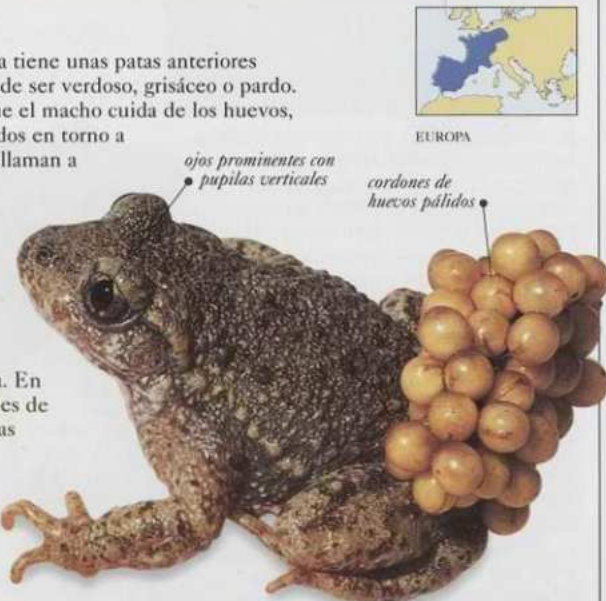 a tiene unas patas anteriores
de ser verdoso, grisáceo o pardo.
ue el macho cuida de los huevos,
dos en torno a
llaman a
EUROPA
ojos prominentes con
pupilas verticales
cordones de
huevos pálidos
. En
es de
as